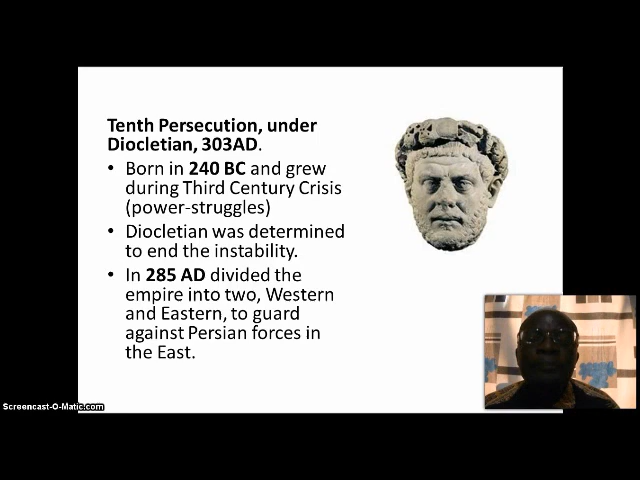 Tenth Persecution, under
Diocletian, 303AD.
• Born in 240 BC and grew
during Third Century Crisis
(power-struggles)
• Diocletian was determined
to end the instability.
• In 285 AD divided the
empire into two, Western
and Eastern, to guard
against Persian forces in
the East.
Screencast-O-Matic.com